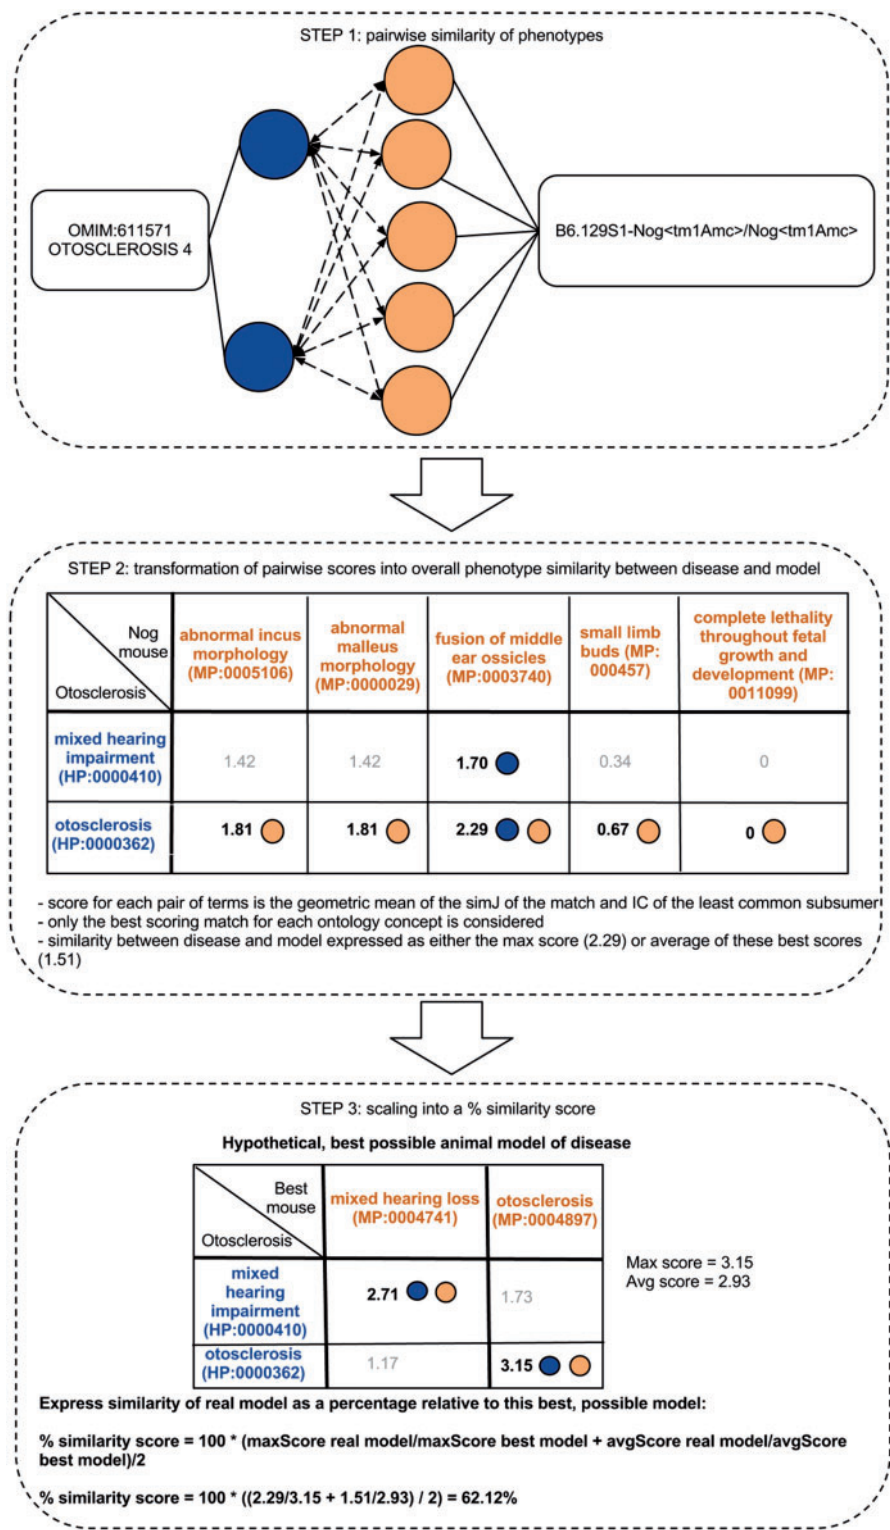 STEP 1: pairwise similarity of phenotypes
OMIM:611571
OTOSCLEROSIS 4
B6.129S1-Nog<tm1Amc>/Nog<tm1Amc>
STEP 2: transformation of pairwise scores into overall phenotype similarity between disease and model
Nog
mouse
Otosclerosis
abnormal incus
morphology
(MP:0005106)
abnormal
malleus
morphology
(MP:0000029)
fusion of middle
ear ossicles
(MP:0003740)
small limb
buds (MP:
000457)
complete lethality
throughout fetal
growth and
development (MP:
0011099)
mixed hearing
impairment
(HP:0000410)
1.42
1.42
1.70
0.34
0
otosclerosis
(HP:0000362)
1.81
1.81
2.29
0.67
0
- score for each pair of terms is the geometric mean of the simJ of the match and IC of the least common subsumer
- only the best scoring match for each ontology concept is considered
- similarity between disease and model expressed as either the max score (2.29) or average of these best scores
(1.51)
STEP 3: scaling into a % similarity score
Hypothetical, best possible animal model of disease
Best
mouse
Otosclerosis
mixed hearing loss
(MP:0004741)
otosclerosis
(MP:0004897)
mixed
hearing
impairment
(HP:0000410)
2.71
1.73
otosclerosis
(HP:0000362)
1.17
3.15
Max score = 3.15
Avg score = 2.93
Express similarity of real model as a percentage relative to this best, possible model:
% similarity score = 100 * (maxScore real model/maxScore best model + avgScore real model/avgScore
best model)/2
% similarity score = 100 * ((2.29/3.15 + 1.51/2.93) / 2) = 62.12%